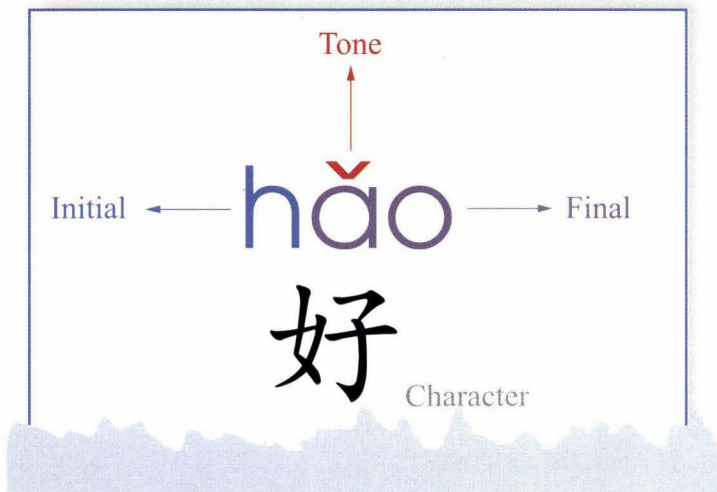 Tone
Initial hǎo Final
好
Character